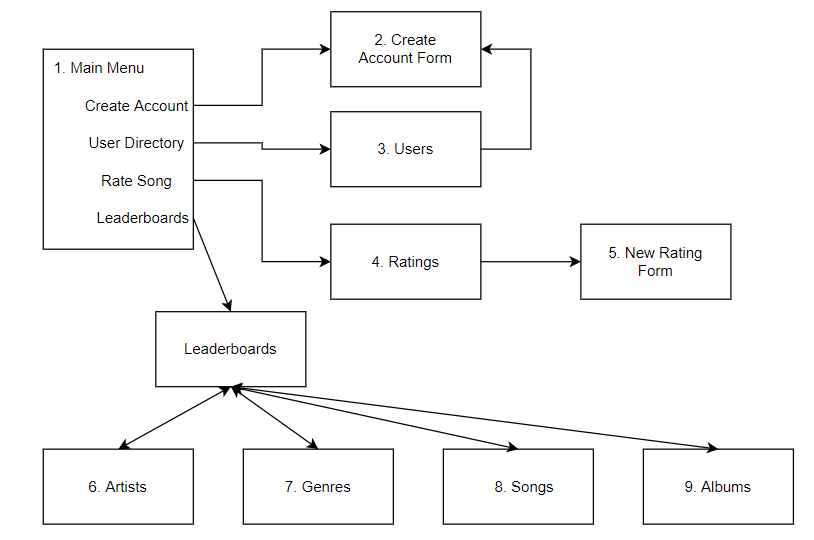 1. Main Menu
Create Account
User Directory
Rate Song
Leaderboards
2. Create
Account Form
3. Users
4. Ratings
5. New Rating
Form
Leaderboards
6. Artists
7. Genres
8. Songs
9. Albums